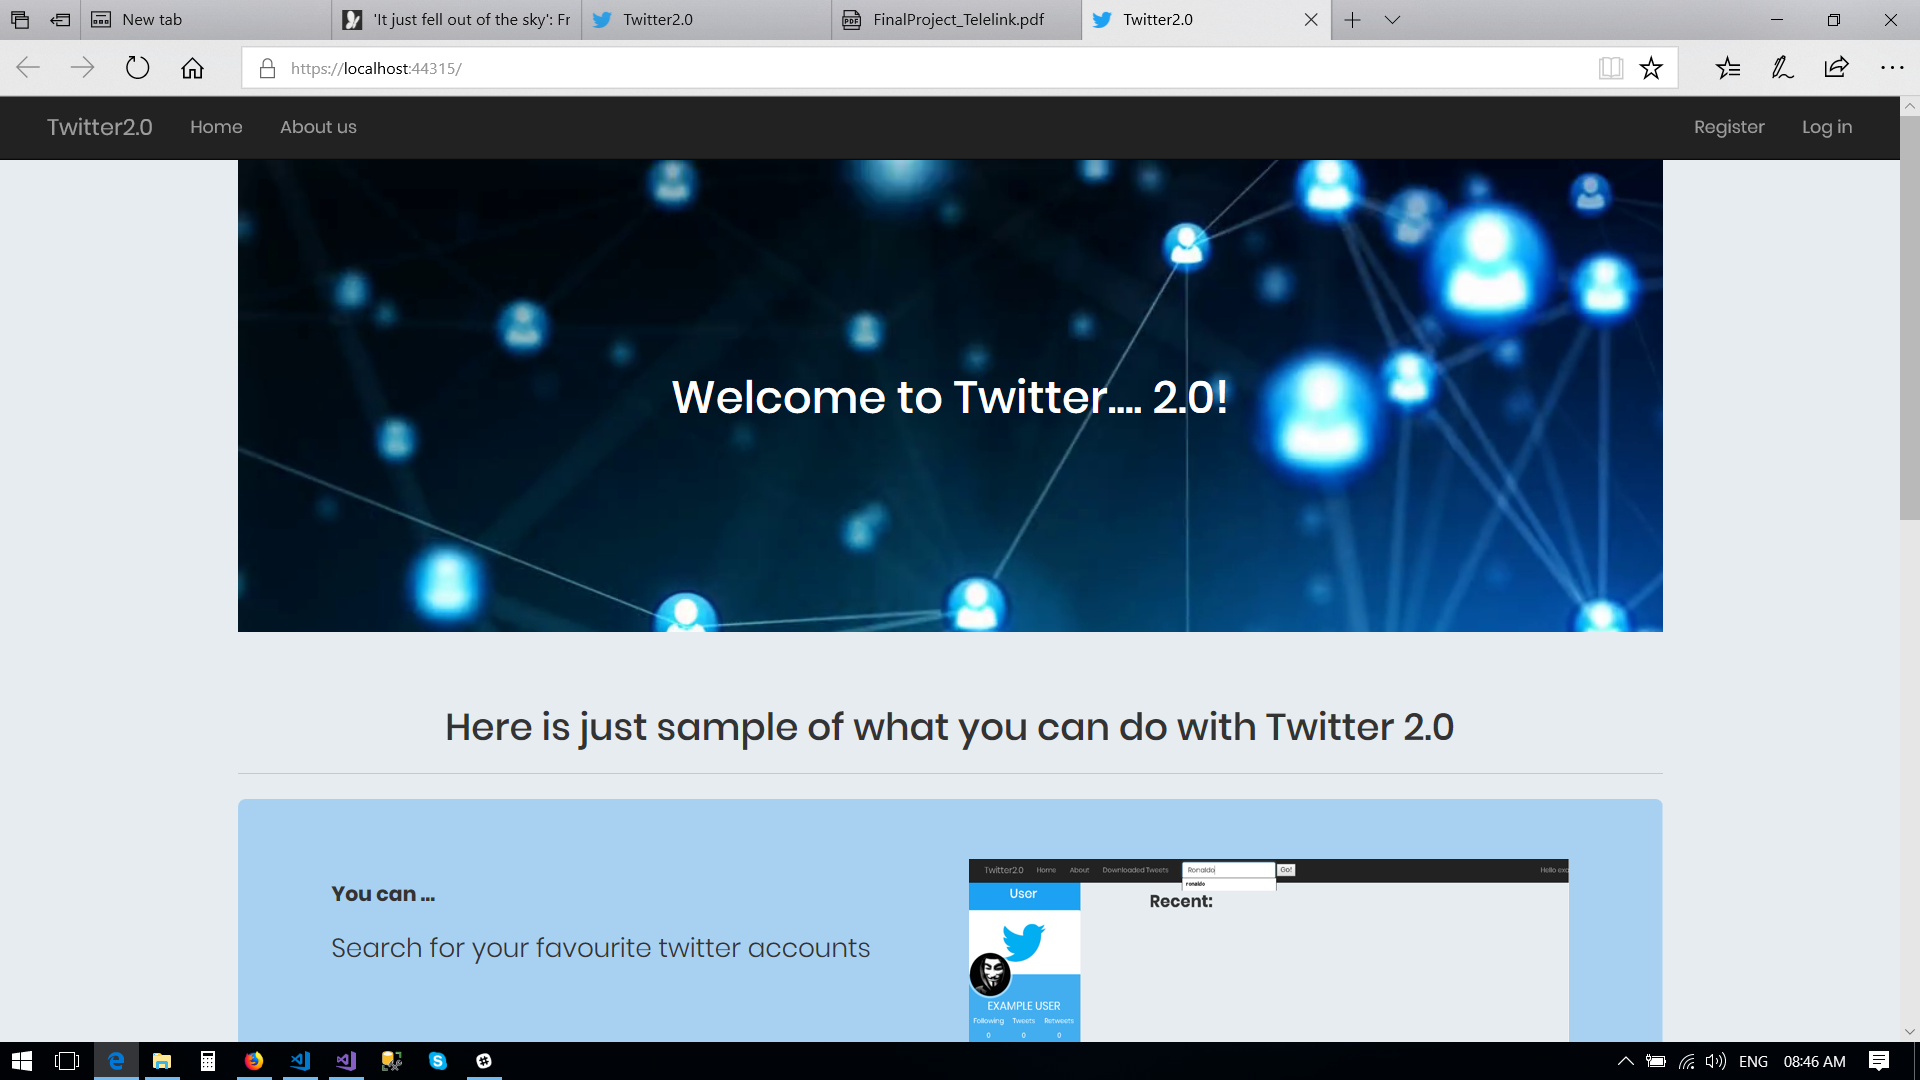 New tab
'It just fell out of the sky': Fr
Twitter2.0
FinalProject_Telelink.pdf
Twitter2.0
https://localhost:44315/
Twitter2.0
Home
About us
Register
Log in
Welcome to Twitter.... 2.0!
Here is just sample of what you can do with Twitter 2.0
You can ...
Search for your favourite twitter accounts
Twitter2.0
Home
About
Downloaded Tweets
Ronaldo
Go!
Hello exa
ronaldo
User
Recent:
EXAMPLE USER
Following Tweets Retweets
0 0 0
ENG
08:46 AM